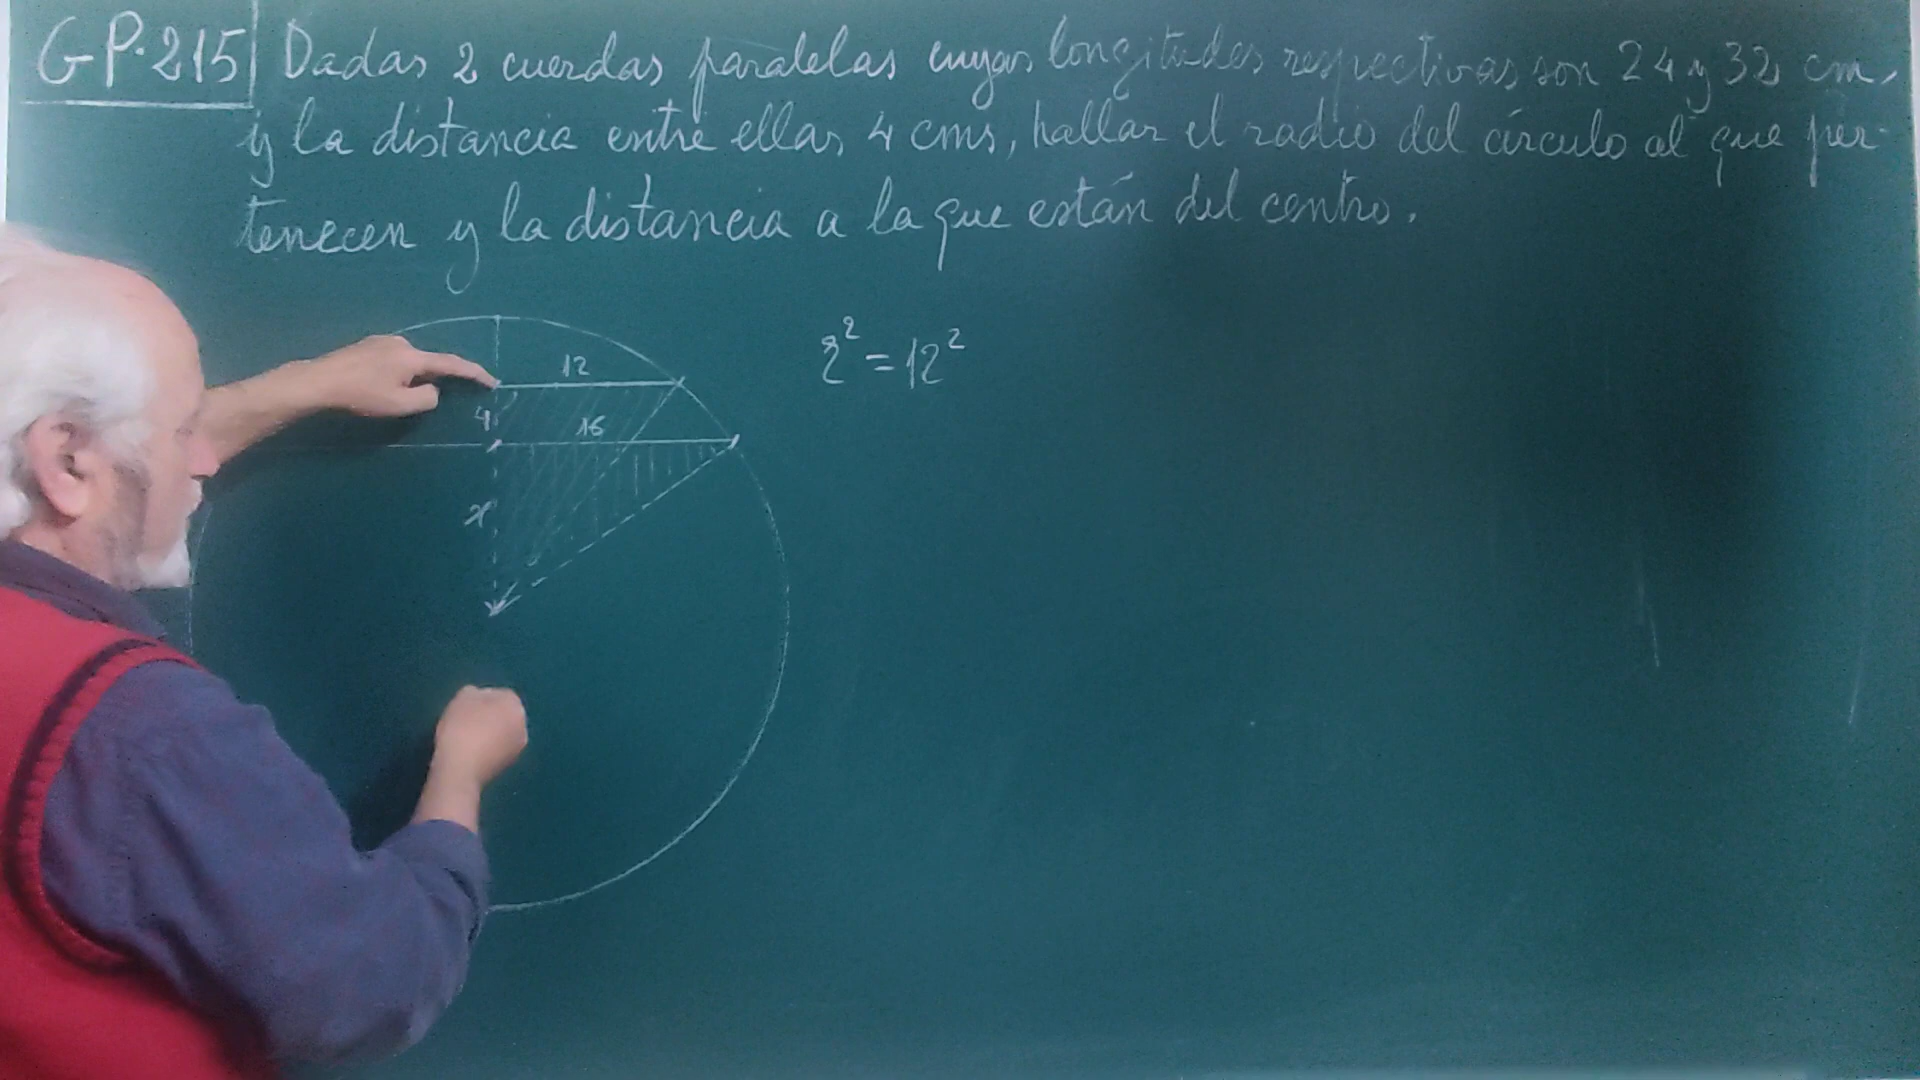 GP.215 Dadas 2 cuerdas paralelas cuyas longitudes respectivas son 24 y 32 cm.
y la distancia entre ellas 4 cms, hallar el radio del círculo al que per-
tenecen y la distancia a la que están del centro.
r² = 12²
12
4
16
x